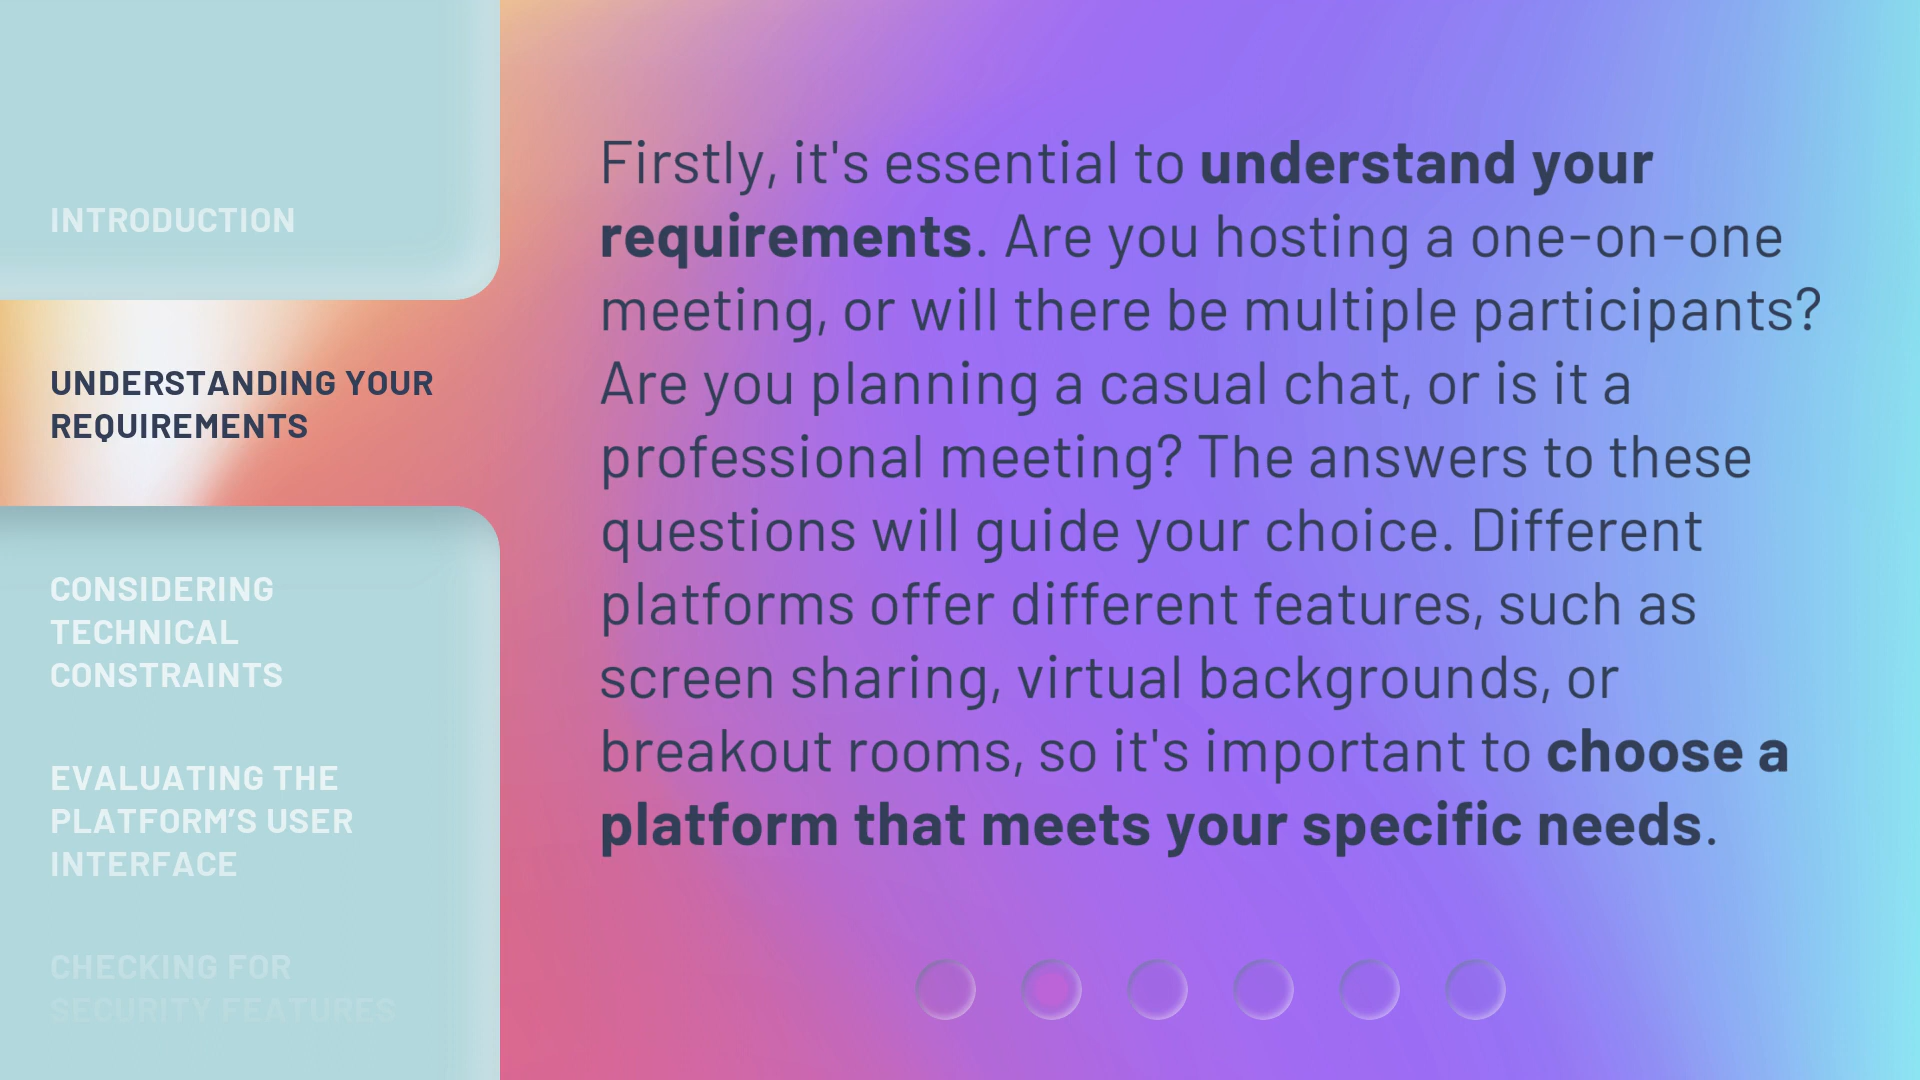 INTRODUCTION
UNDERSTANDING YOUR
REQUIREMENTS
CONSIDERING
TECHNICAL
CONSTRAINTS
EVALUATING THE
PLATFORM’S USER
INTERFACE
CHECKING FOR
SECURITY FEATURES
Firstly, it's essential to understand your
requirements. Are you hosting a one-on-one
meeting, or will there be multiple participants?
Are you planning a casual chat, or is it a
professional meeting? The answers to these
questions will guide your choice. Different
platforms offer different features, such as
screen sharing, virtual backgrounds, or
breakout rooms, so it's important to choose a
platform that meets your specific needs.